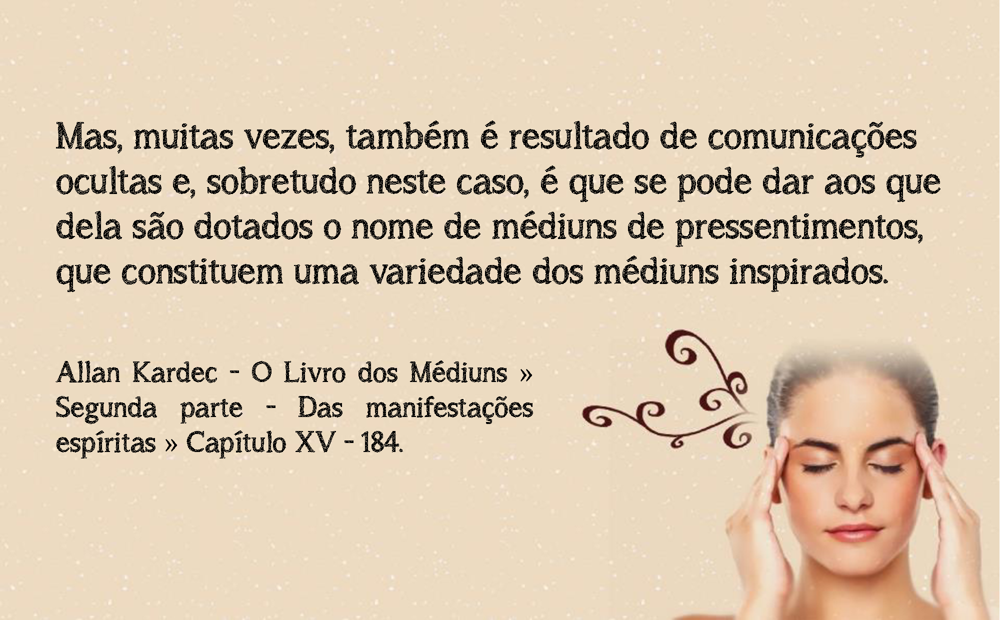 Mas, muitas vezes, também é resultado de comunicações
ocultas e, sobretudo neste caso, é que se pode dar aos que
dela são dotados o nome de médiuns de pressentimentos,
que constituem uma variedade dos médiuns inspirados.
Allan Kardec - O Livro dos Médiuns »
Segunda parte - Das manifestações
espíritas » Capítulo XV - 184.